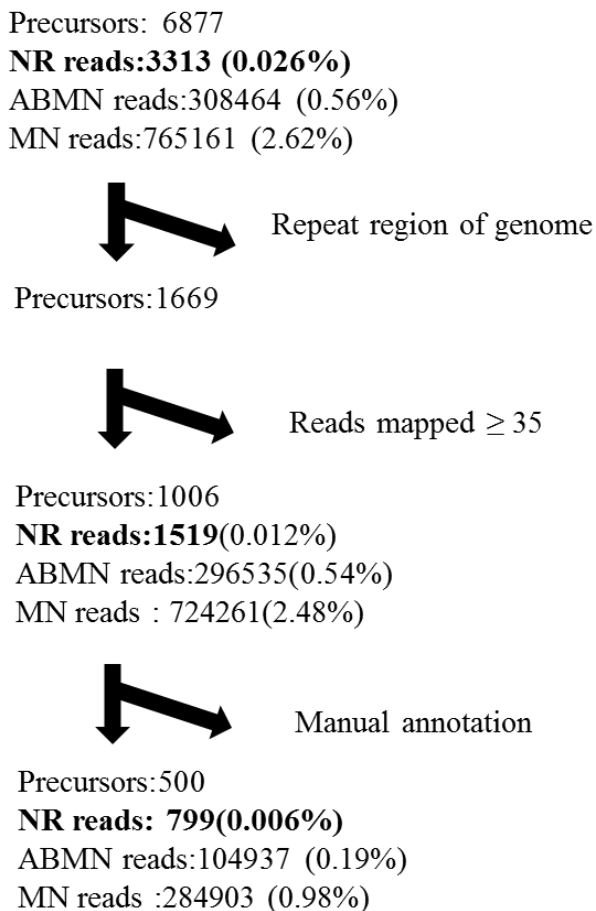 Precursors: 6877
NR reads:3313 (0.026%)
ABMN reads:308464 (0.56%)
MN reads:765161 (2.62%)
Repeat region of genome
Precursors:1669
Reads mapped ≥ 35
Precursors:1006
NR reads:1519(0.012%)
ABMN reads:296535(0.54%)
MN reads : 724261(2.48%)
Manual annotation
Precursors:500
NR reads: 799(0.006%)
ABMN reads:104937 (0.19%)
MN reads :284903 (0.98%)